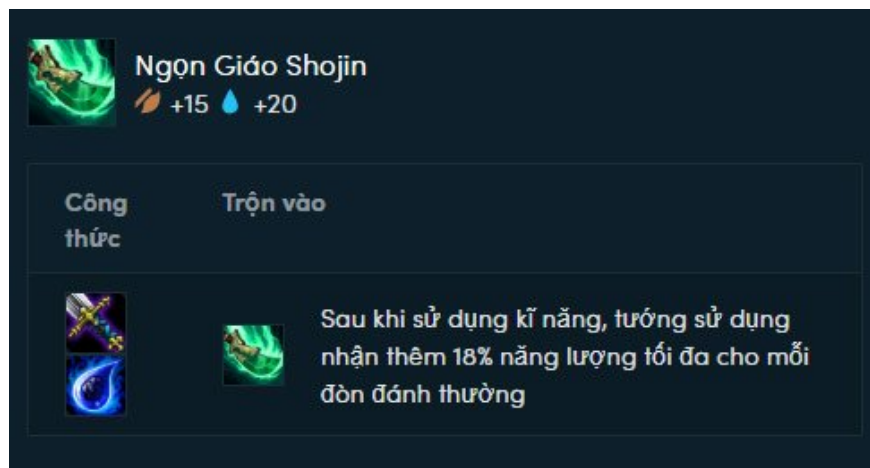 Ngọn Giáo Shojin
+15 +20
Công thức
Trộn vào
Sau khi sử dụng kĩ năng, tướng sử dụng
nhận thêm 18% năng lượng tối đa cho mỗi
đòn đánh thường